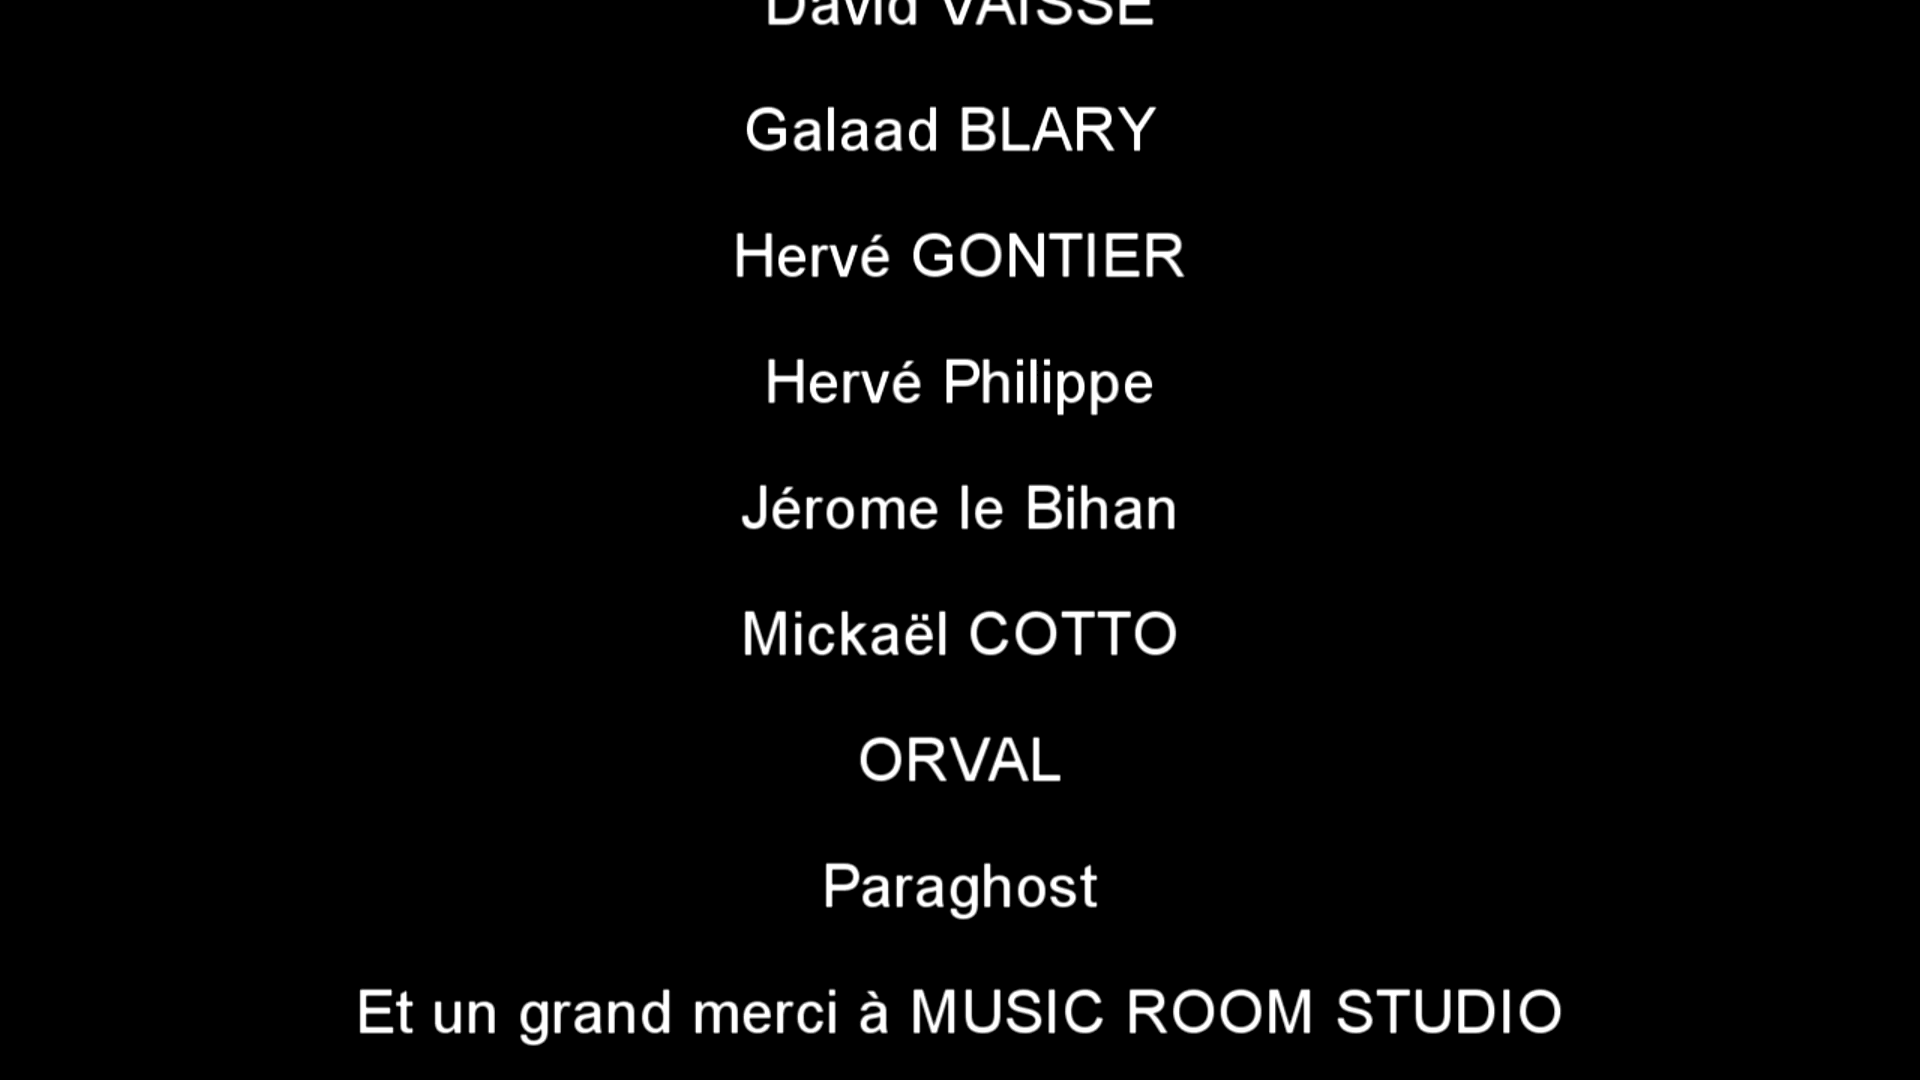 David VAISSE
Galaad BLARY
Hervé GONTIER
Hervé Philippe
Jérome le Bihan
Mickaël COTTO
ORVAL
Paraghost
Et un grand merci à MUSIC ROOM STUDIO